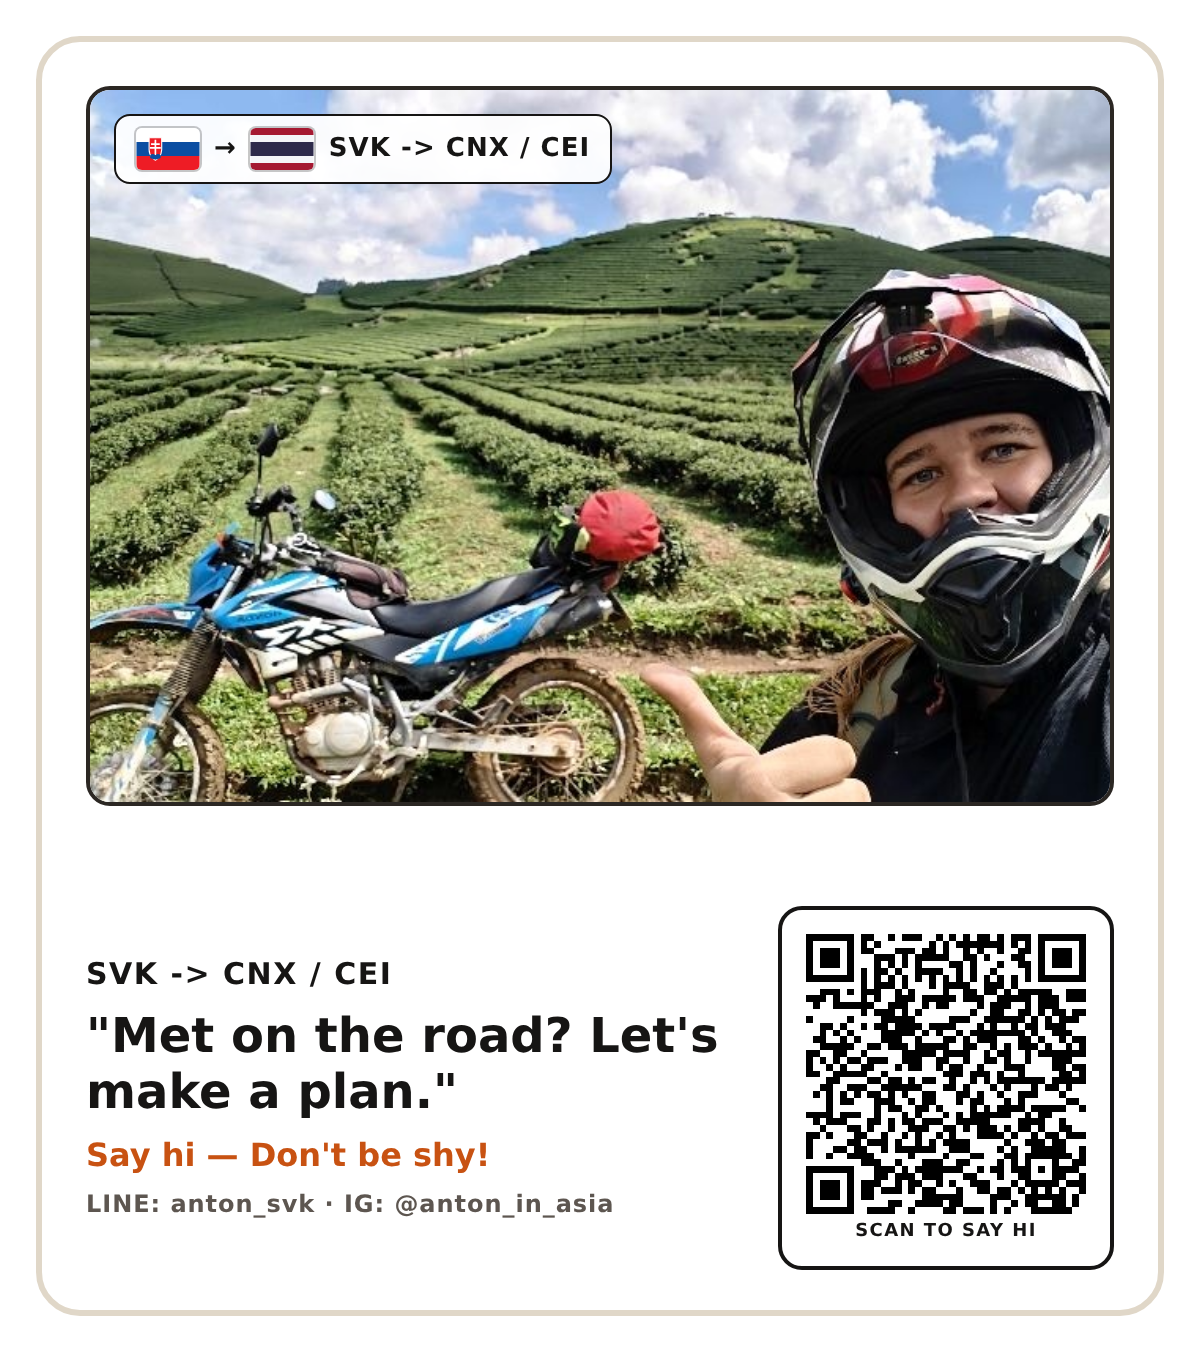 SVK -> CNX / CEI
SVK -> CNX / CEI
"Met on the road? Let's
make a plan."
Say hi — Don't be shy!
LINE: anton_svk · IG: @anton_in_asia
SCAN TO SAY HI